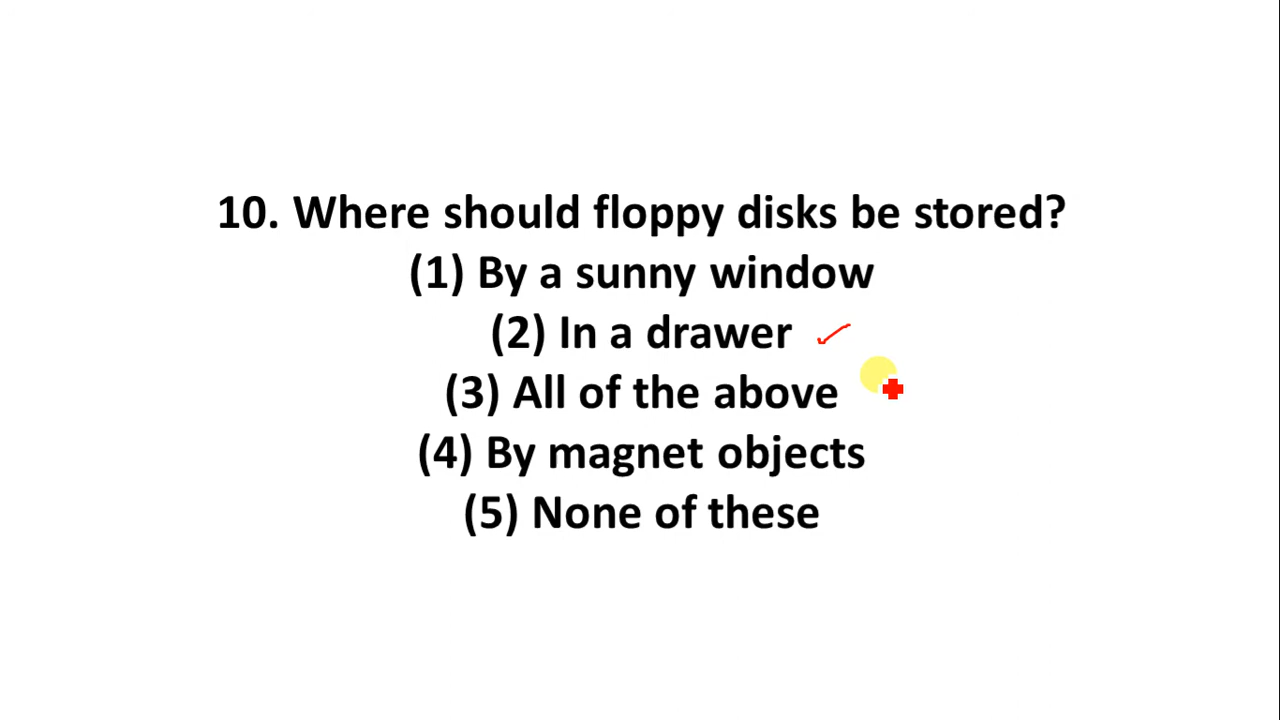 10. Where should floppy disks be stored?
(1) By a sunny window
(2) In a drawer
(3) All of the above
(4) By magnet objects
(5) None of these